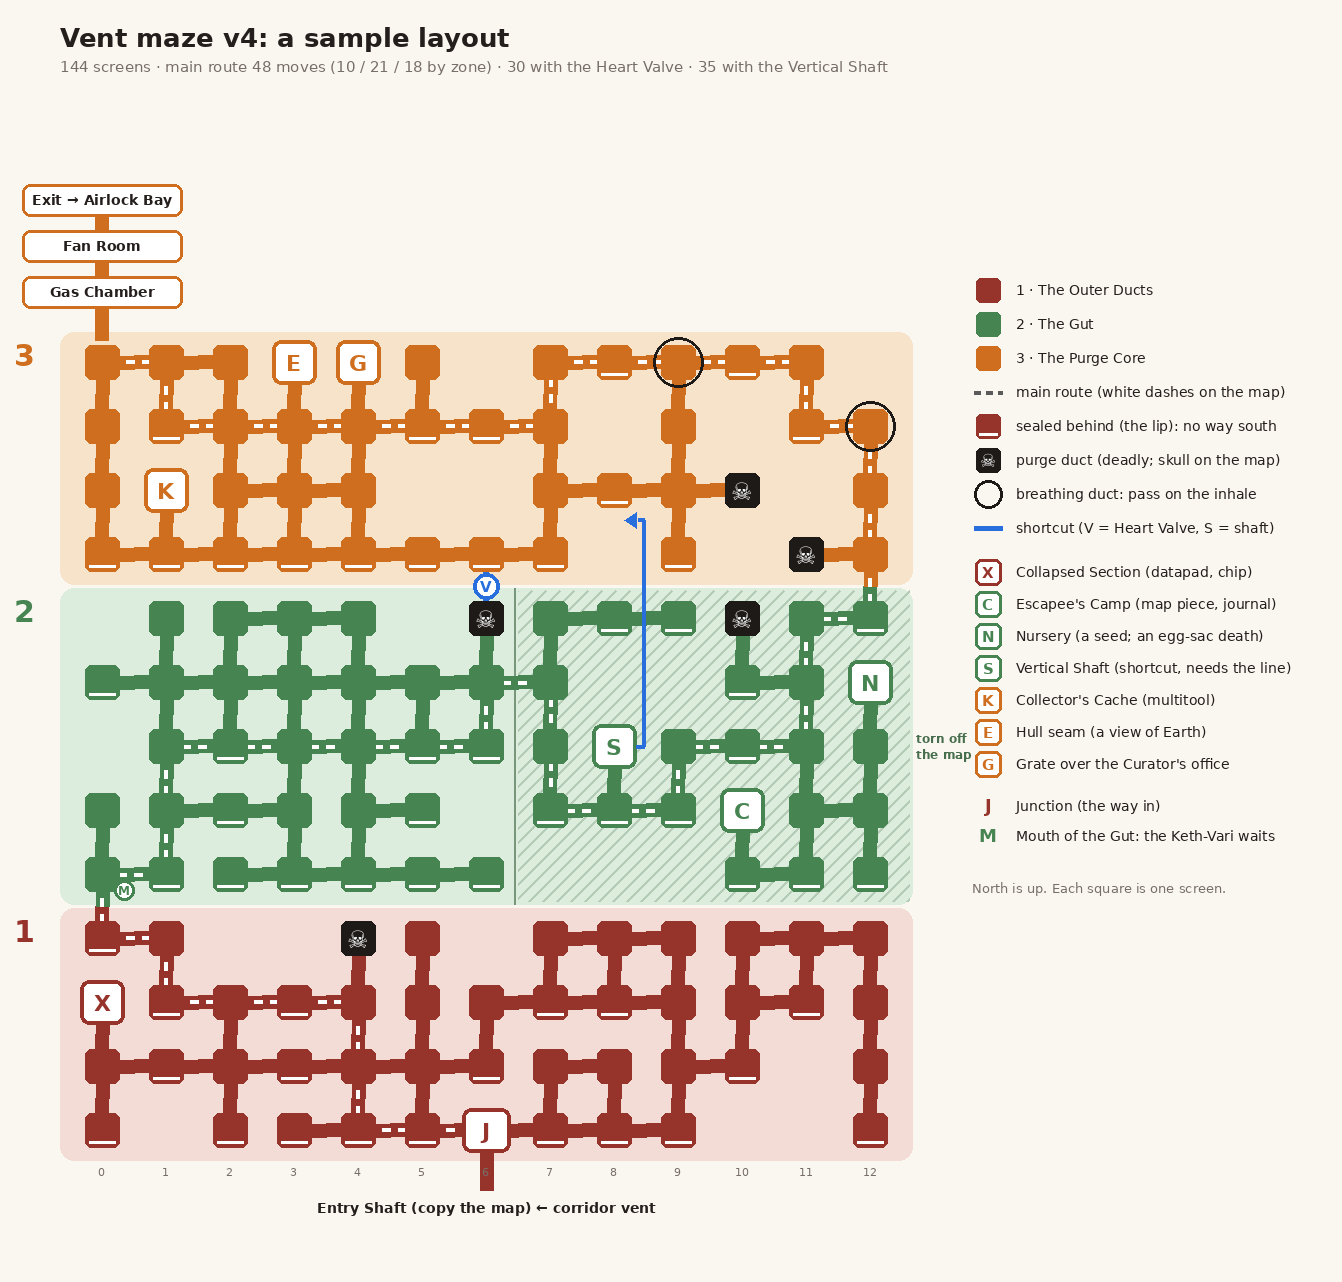 Vent maze v4: a sample layout
144 screens · main route 48 moves (10 / 21 / 18 by zone) · 30 with the Heart Valve · 35 with the Vertical Shaft
Exit → Airlock Bay
Fan Room
Gas Chamber
3
E
G
K
☠
☠
V
2
☠
☠
N
S
C
M
torn off
the map
1
☠
X
J
0 1 2 3 4 5 6 7 8 9 10 11 12
Entry Shaft (copy the map) ← corridor vent
1 · The Outer Ducts
2 · The Gut
3 · The Purge Core
main route (white dashes on the map)
sealed behind (the lip): no way south
☠ purge duct (deadly; skull on the map)
breathing duct: pass on the inhale
shortcut (V = Heart Valve, S = shaft)
X Collapsed Section (datapad, chip)
C Escapee's Camp (map piece, journal)
N Nursery (a seed; an egg-sac death)
S Vertical Shaft (shortcut, needs the line)
K Collector's Cache (multitool)
E Hull seam (a view of Earth)
G Grate over the Curator's office
J Junction (the way in)
M Mouth of the Gut: the Keth-Vari waits
North is up. Each square is one screen.